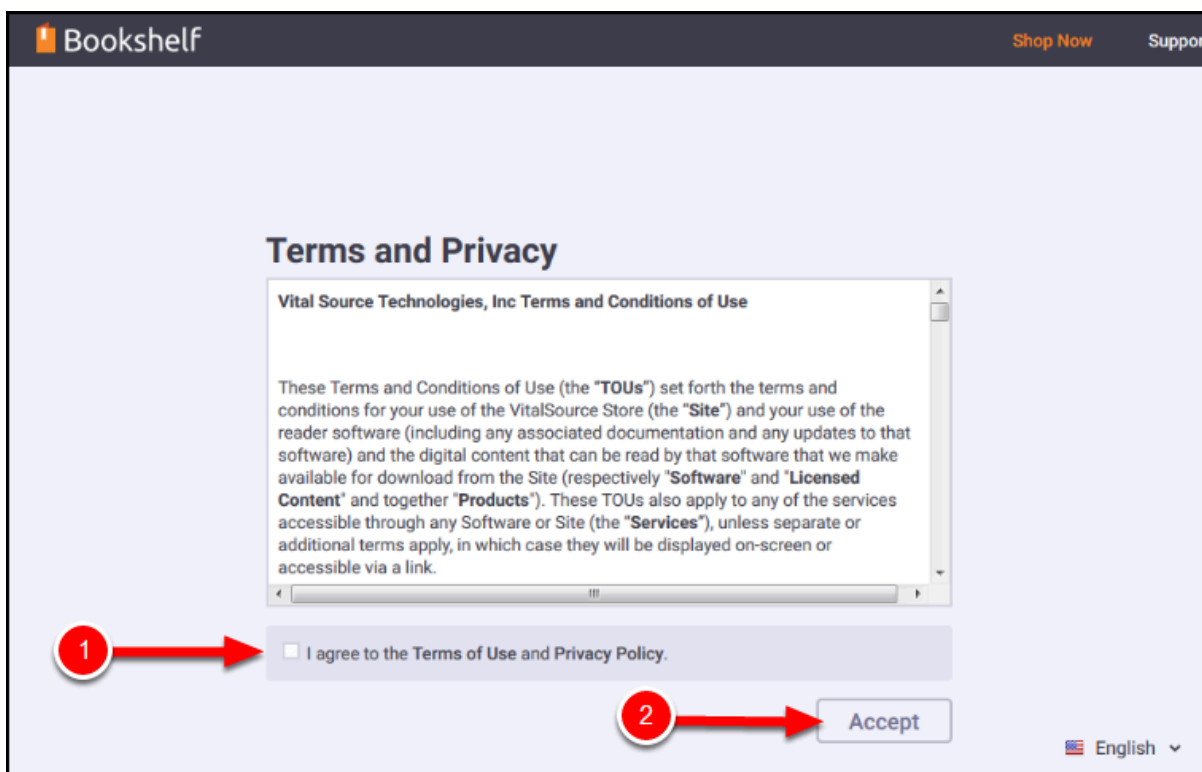 Bookshelf
Shop Now
Suppor
Terms and Privacy
Vital Source Technologies, Inc Terms and Conditions of Use
These Terms and Conditions of Use (the "TOUs") set forth the terms and
conditions for your use of the VitalSource Store (the "Site") and your use of the
reader software (including any associated documentation and any updates to that
software) and the digital content that can be read by that software that we make
available for download from the Site (respectively "Software" and "Licensed
Content" and together "Products"). These TOUs also apply to any of the services
accessible through any Software or Site (the "Services"), unless separate or
additional terms apply, in which case they will be displayed on-screen or
accessible via a link.
1
I agree to the Terms of Use and Privacy Policy.
2
Accept
English